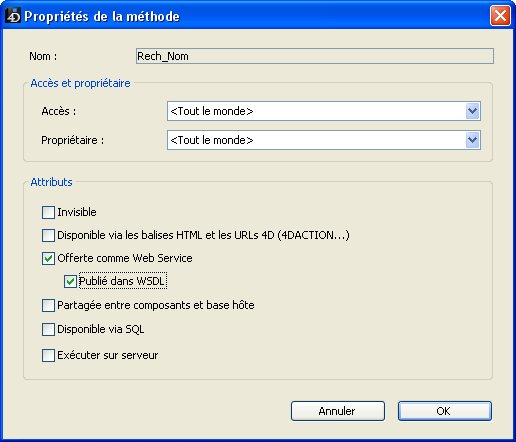 4D Propriétés de la méthode
Nom : Rech_Nom
Accès et propriétaire
Accès : <Tout le monde>
Propriétaire : <Tout le monde>
Attributs
Invisible
Disponible via les balises HTML et les URLs 4D (4DACTION...)
Offerte comme Web Service
Publié dans WSDL
Partagée entre composants et base hôte
Disponible via SQL
Exécuter sur serveur
Annuler OK